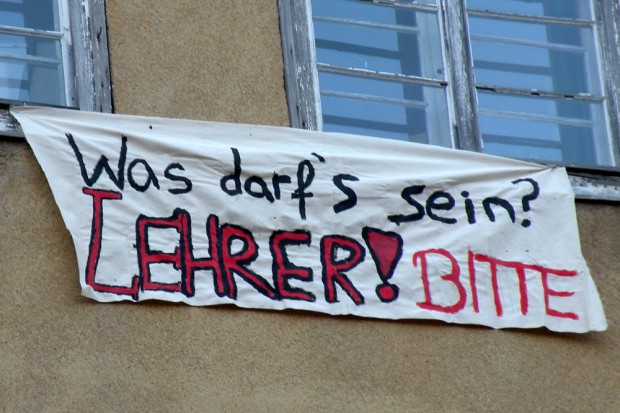 Was darf's sein?
LEHRER! BITTE